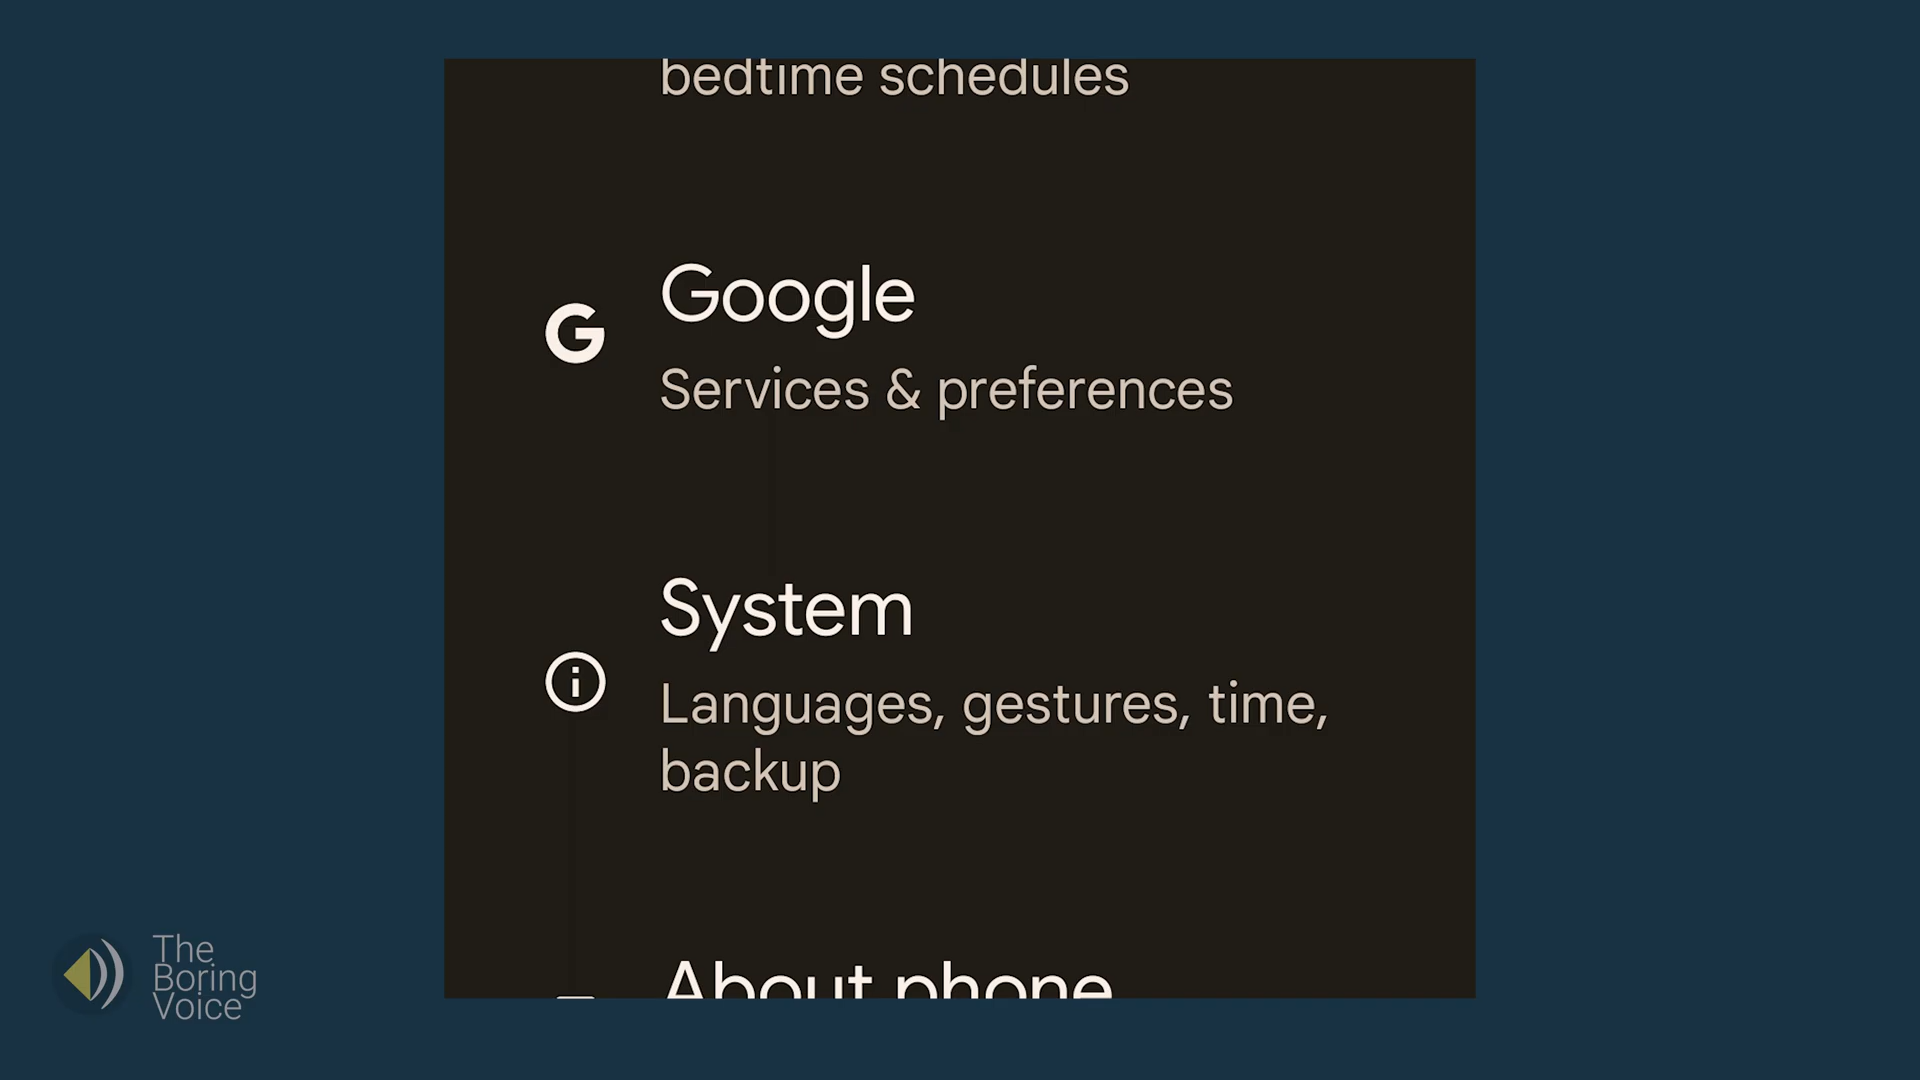 bedtime schedules
Google
Services & preferences
System
Languages, gestures, time,
backup
About phone
The
Boring
Voice